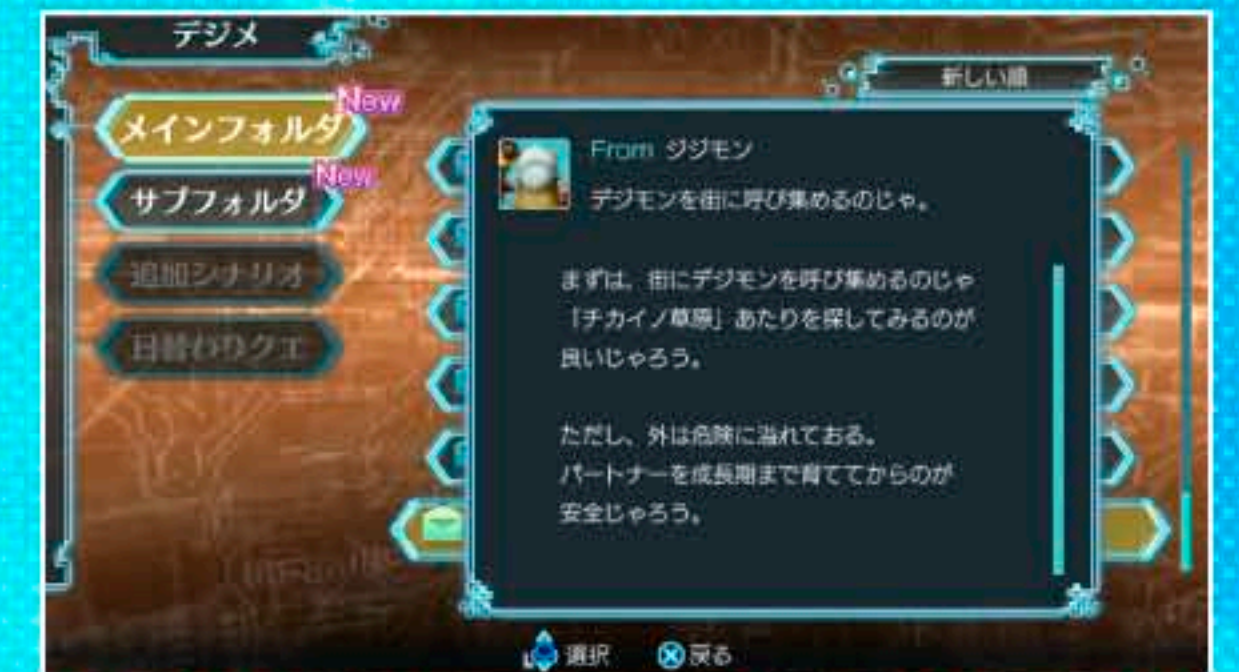 デジメ
新しい順
New
メインフォルダ
New
サブフォルダ
追加シナリオ
日替わりクエ
From ジジモン
デジモンを街に呼び集めるのじゃ。
まずは、街にデジモンを呼び集めるのじゃ
「チカイノ草原」あたりを探してみるのが
良いじゃろう。
ただし、外は危険に溢れておる。
パートナーを成長期まで育ててからのが
安全じゃろう。
L 選択 ×戻る